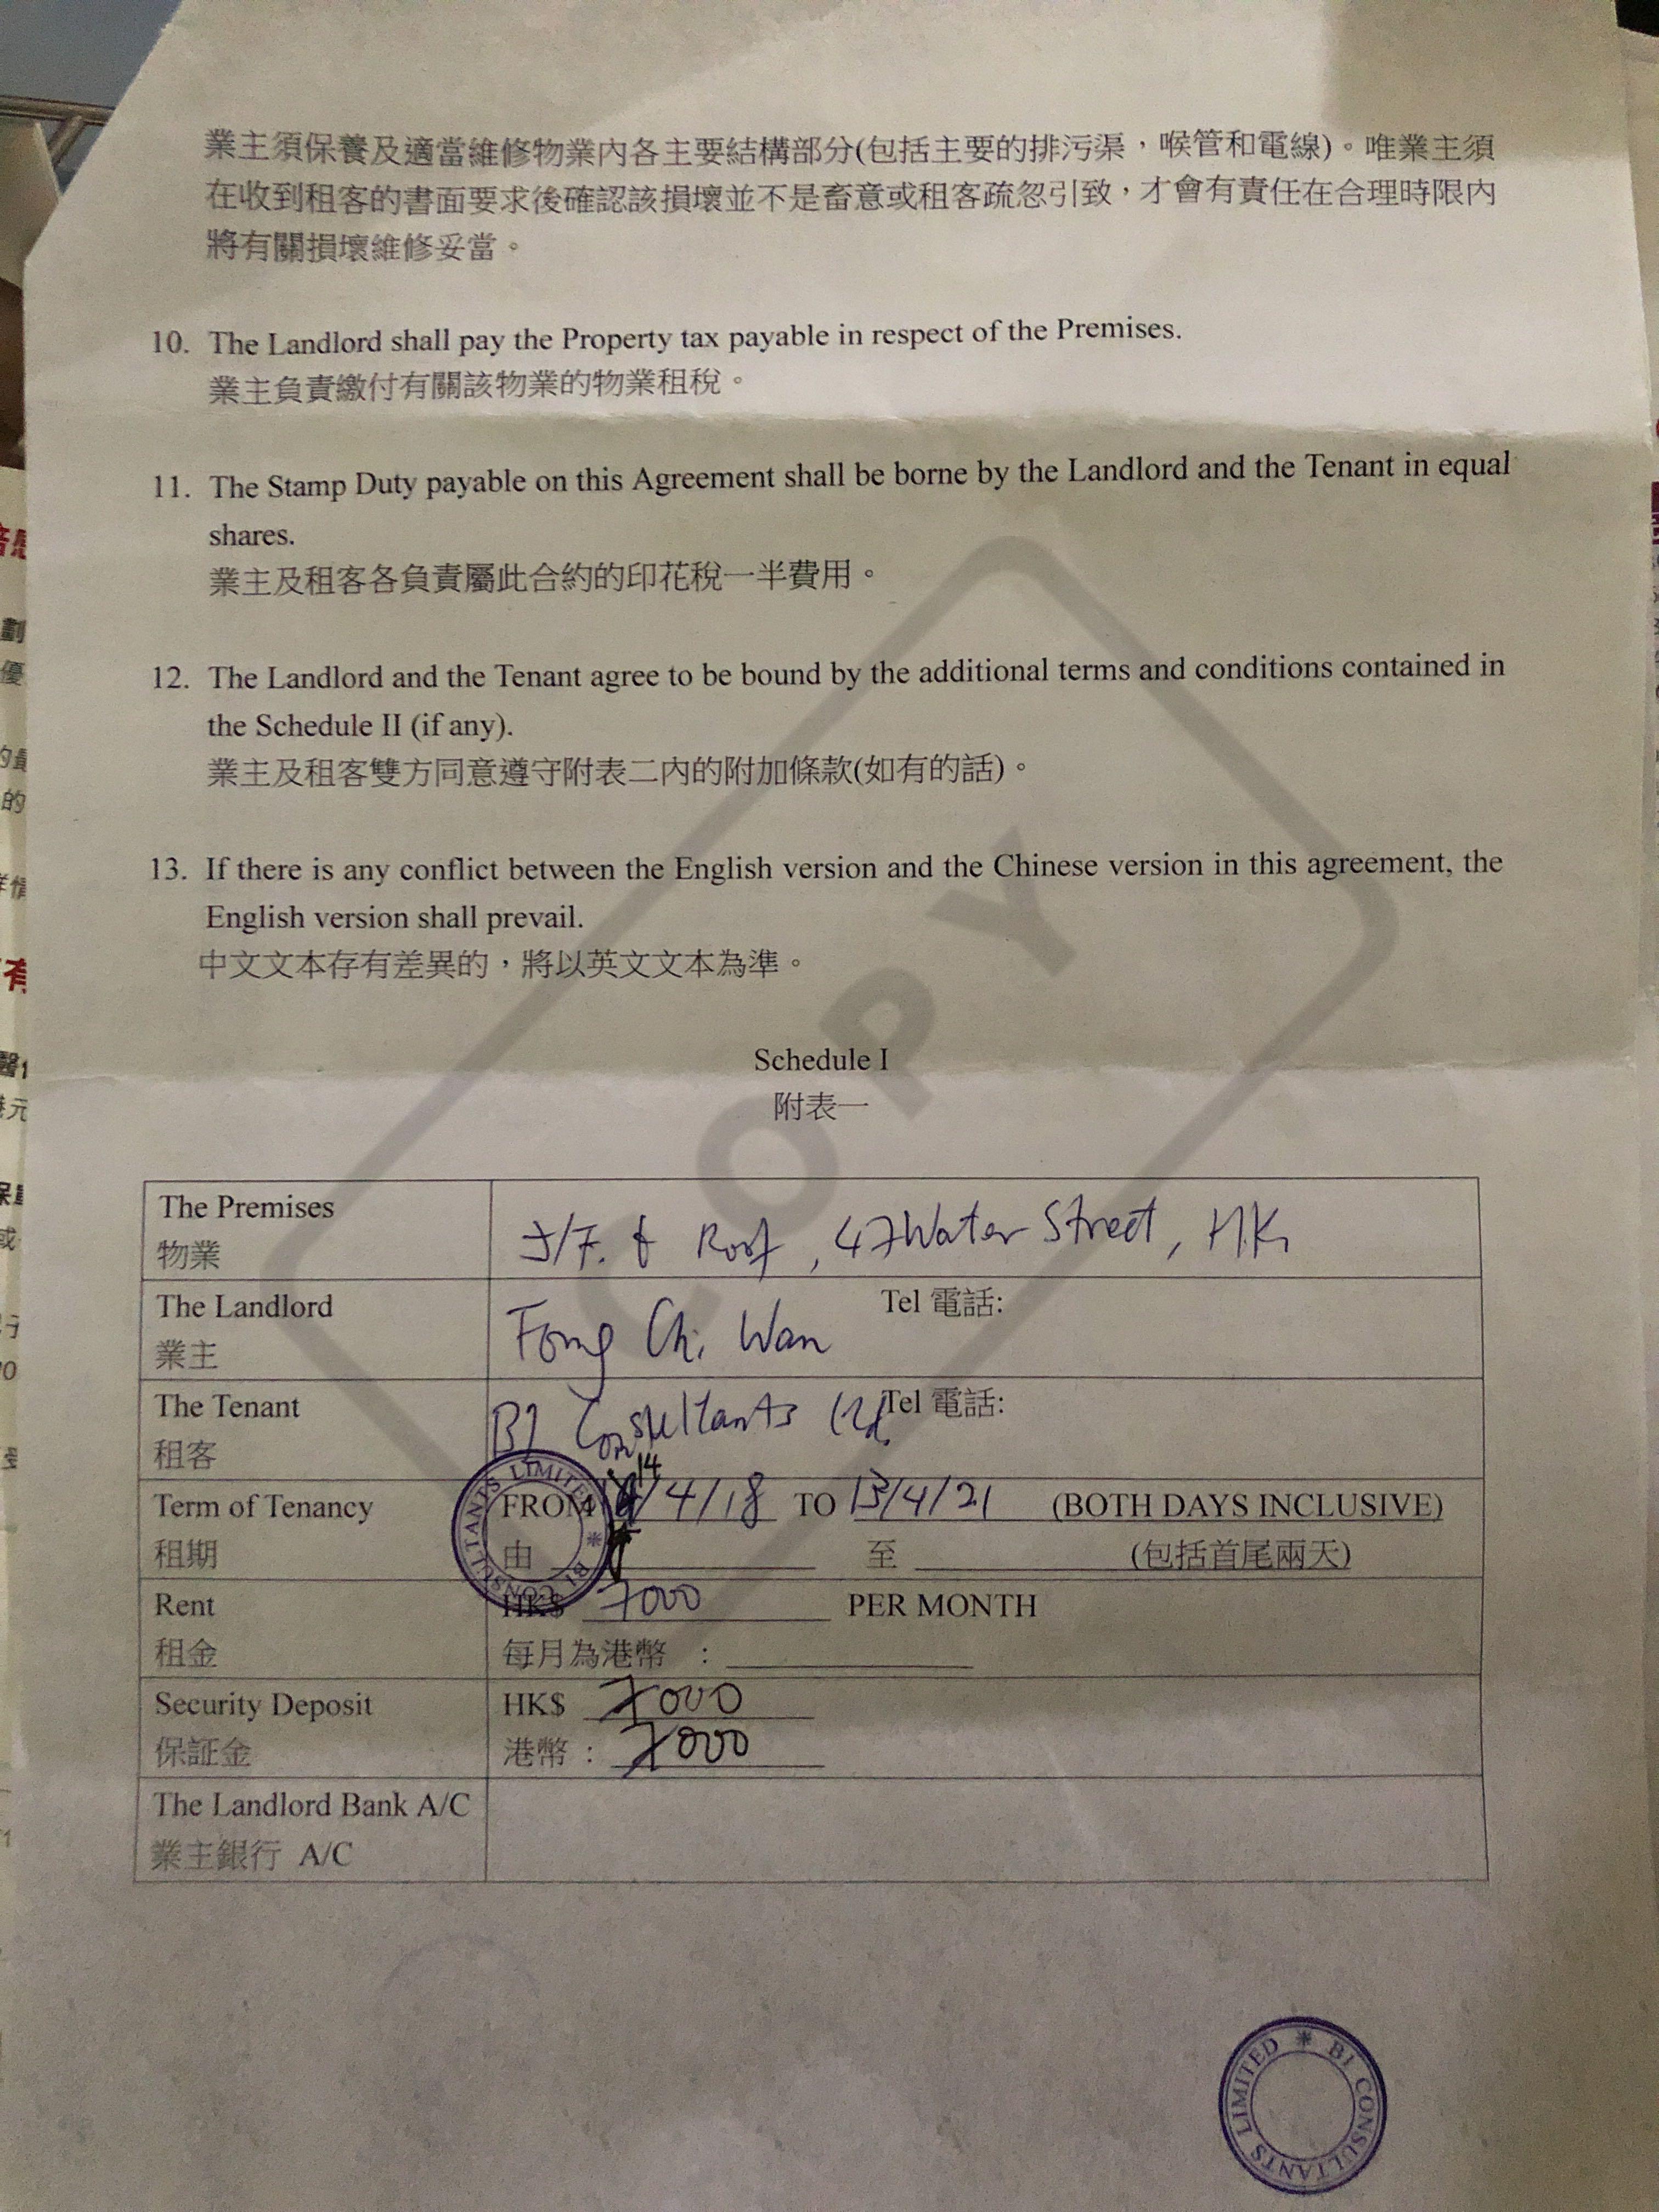 業主須保養及適當維修物業內各主要結構部分(包括主要的排污渠，喉管和電線)。唯業主須
在收到租客的書面要求後確認該損壞並不是畜意或租客疏忽引致，才會有責任在合理時限內
將有關損壞維修妥當。
10. The Landlord shall pay the Property tax payable in respect of the Premises.
業主負責繳付有關該物業的物業租稅。
11. The Stamp Duty payable on this Agreement shall be borne by the Landlord and the Tenant in equal
shares.
業主及租客各負責屬此合約的印花稅一半費用。
12. The Landlord and the Tenant agree to be bound by the additional terms and conditions contained in
the Schedule II (if any).
業主及租客雙方同意遵守附表二內的附加條款(如有的話)。
13. If there is any conflict between the English version and the Chinese version in this agreement, the
English version shall prevail.
中文文本存有差異的，將以英文文本為準。
COPY
Schedule I
附表一
The Premises
物業
/F. & Roof, 47 Water Street, HK
The Landlord
業主
Fong Chi Wan
Tel 電話:
The Tenant
租客
BI Consultants Ltd.
Tel 電話:
Term of Tenancy
租期
FROM 14/4/18 TO 13/4/21 (BOTH DAYS INCLUSIVE)
由 至 (包括首尾兩天)
BI CONSULTANTS LIMITED
Rent
租金
HK$ 7000 PER MONTH
每月為港幣 :
Security Deposit
保証金
HK$ 7000
港幣 : 7000
The Landlord Bank A/C
業主銀行 A/C
BI CONSULTANTS LIMITED